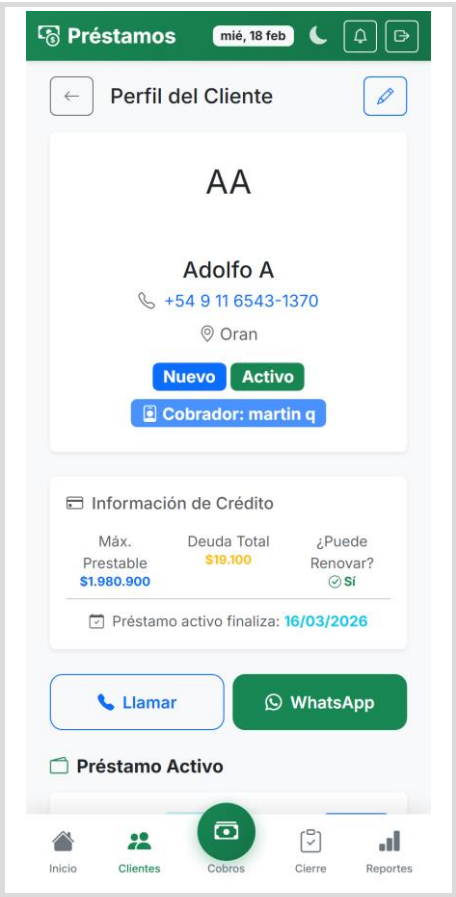 Préstamos mié, 18 feb
Perfil del Cliente
AA
Adolfo A
+54 9 11 6543-1370
Oran
Nuevo Activo
Cobrador: martin q
Información de Crédito
Máx. Deuda Total ¿Puede
Prestable $19.100 Renovar?
$1.980.900 Sí
Préstamo activo finaliza: 16/03/2026
Llamar WhatsApp
Préstamo Activo
Inicio Clientes Cobros Cierre Reportes